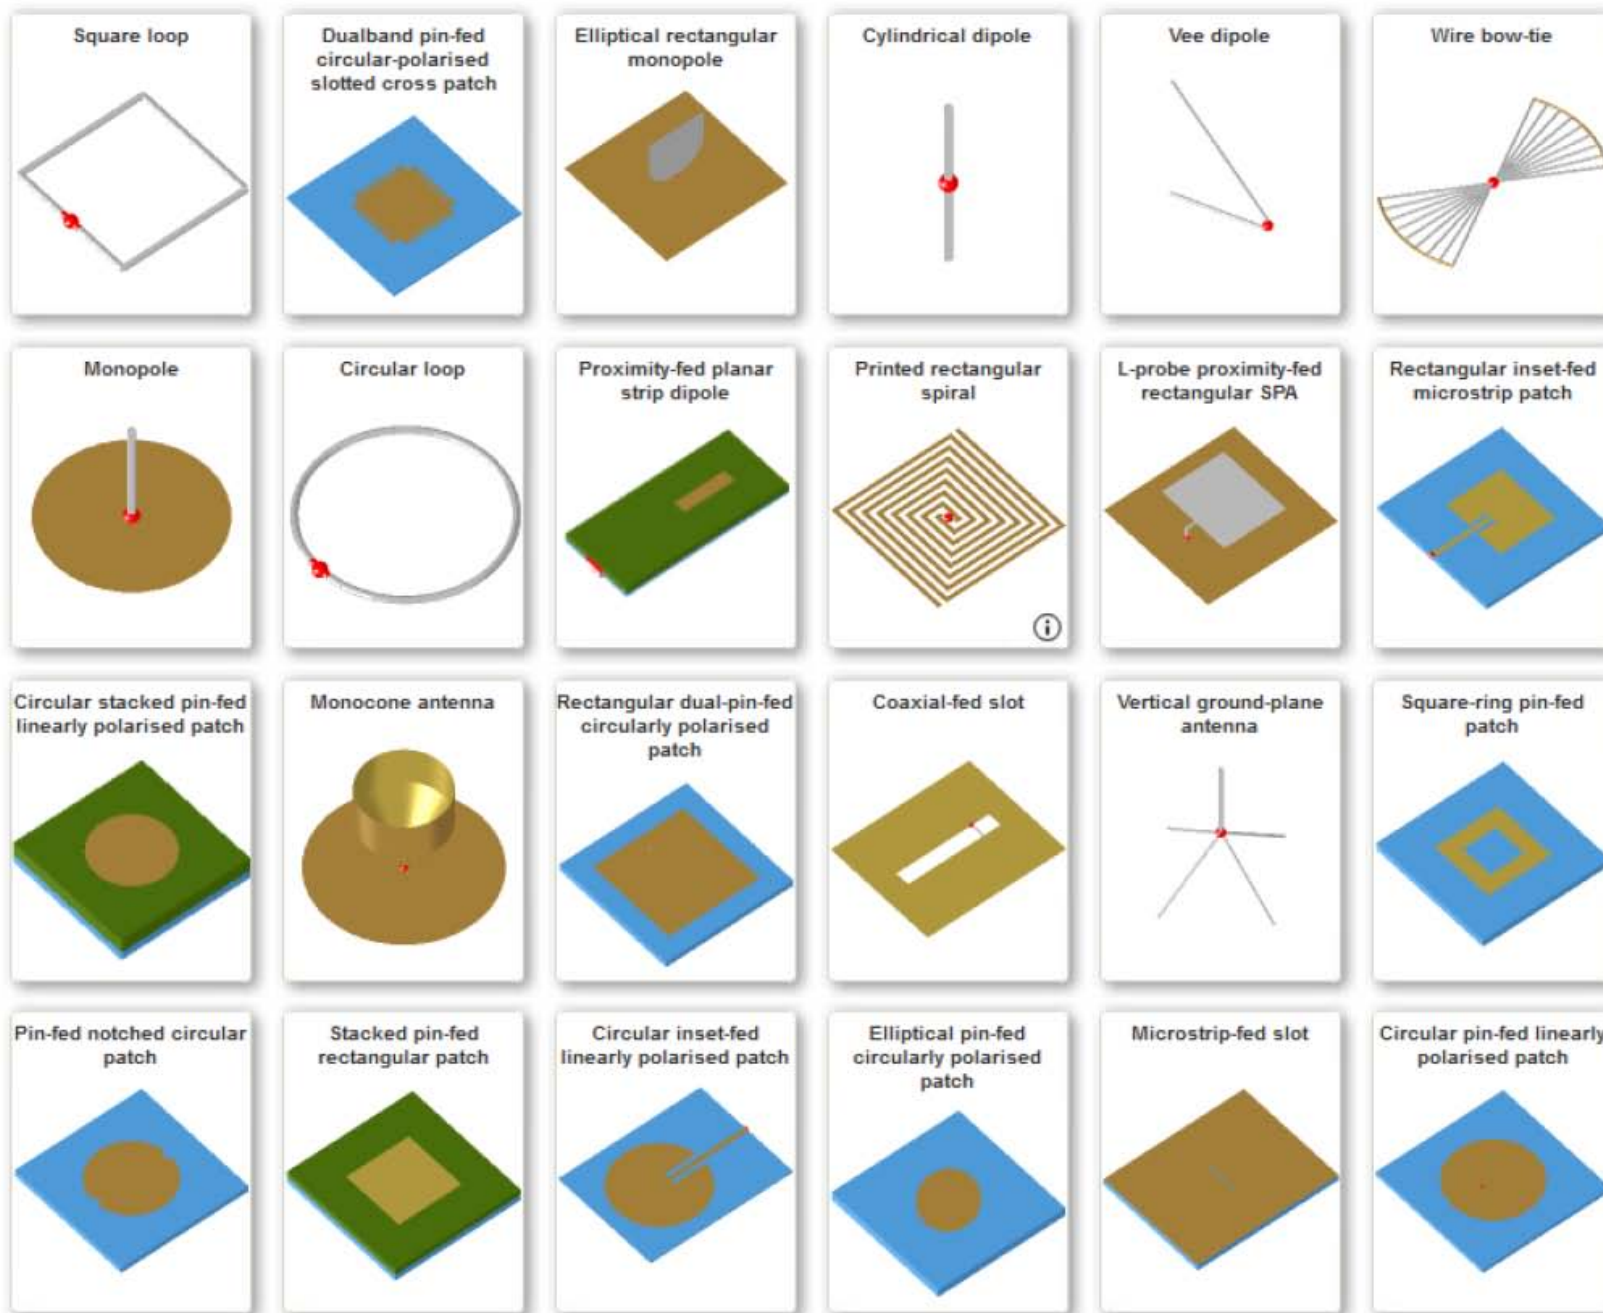 Square loop
Dualband pin-fed
circular-polarised
slotted cross patch
Elliptical rectangular
monopole
Cylindrical dipole
Vee dipole
Wire bow-tie
Monopole
Circular loop
Proximity-fed planar
strip dipole
Printed rectangular
spiral
L-probe proximity-fed
rectangular SPA
Rectangular inset-fed
microstrip patch
Circular stacked pin-fed
linearly polarised patch
Monocone antenna
Rectangular dual-pin-fed
circularly polarised
patch
Coaxial-fed slot
Vertical ground-plane
antenna
Square-ring pin-fed
patch
Pin-fed notched circular
patch
Stacked pin-fed
rectangular patch
Circular inset-fed
linearly polarised patch
Elliptical pin-fed
circularly polarised
patch
Microstrip-fed slot
Circular pin-fed linearly
polarised patch